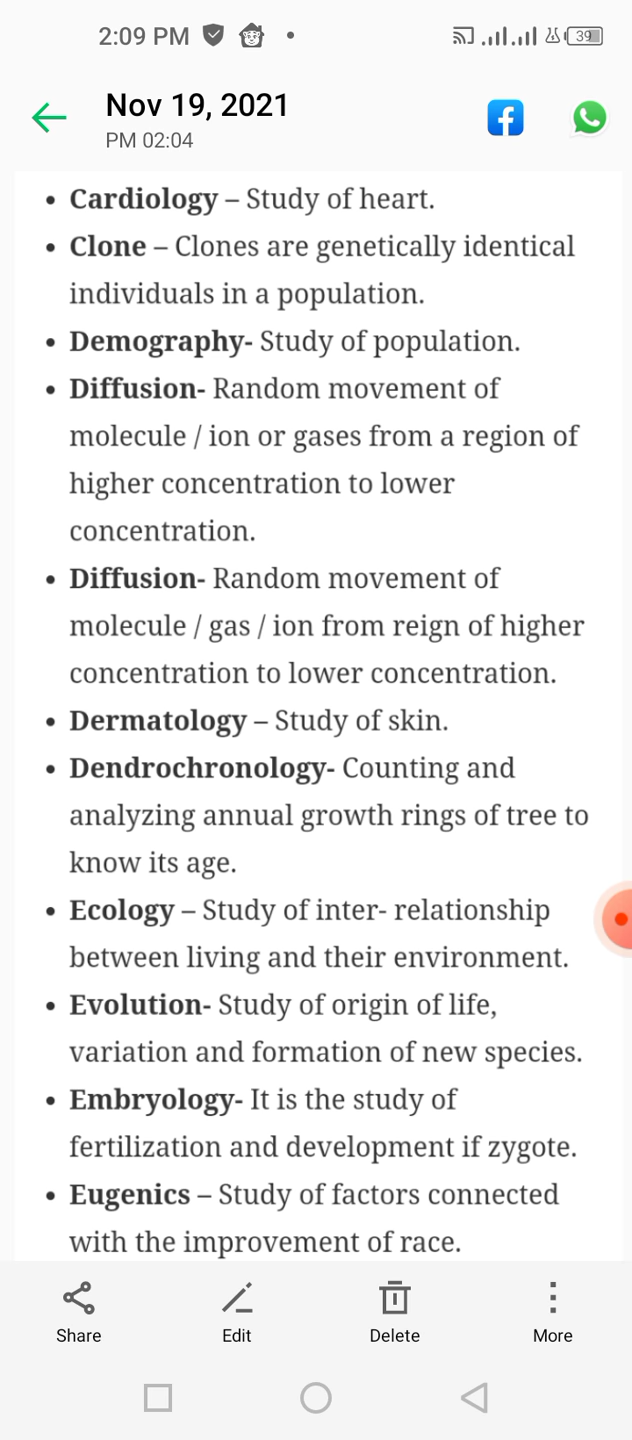 2:09 PM
39
Nov 19, 2021
PM 02:04
• Cardiology – Study of heart.
• Clone – Clones are genetically identical
individuals in a population.
• Demography- Study of population.
• Diffusion- Random movement of
molecule / ion or gases from a region of
higher concentration to lower
concentration.
• Diffusion- Random movement of
molecule / gas / ion from reign of higher
concentration to lower concentration.
• Dermatology – Study of skin.
• Dendrochronology- Counting and
analyzing annual growth rings of tree to
know its age.
• Ecology – Study of inter- relationship
between living and their environment.
• Evolution- Study of origin of life,
variation and formation of new species.
• Embryology- It is the study of
fertilization and development if zygote.
• Eugenics – Study of factors connected
with the improvement of race.
Share Edit Delete More